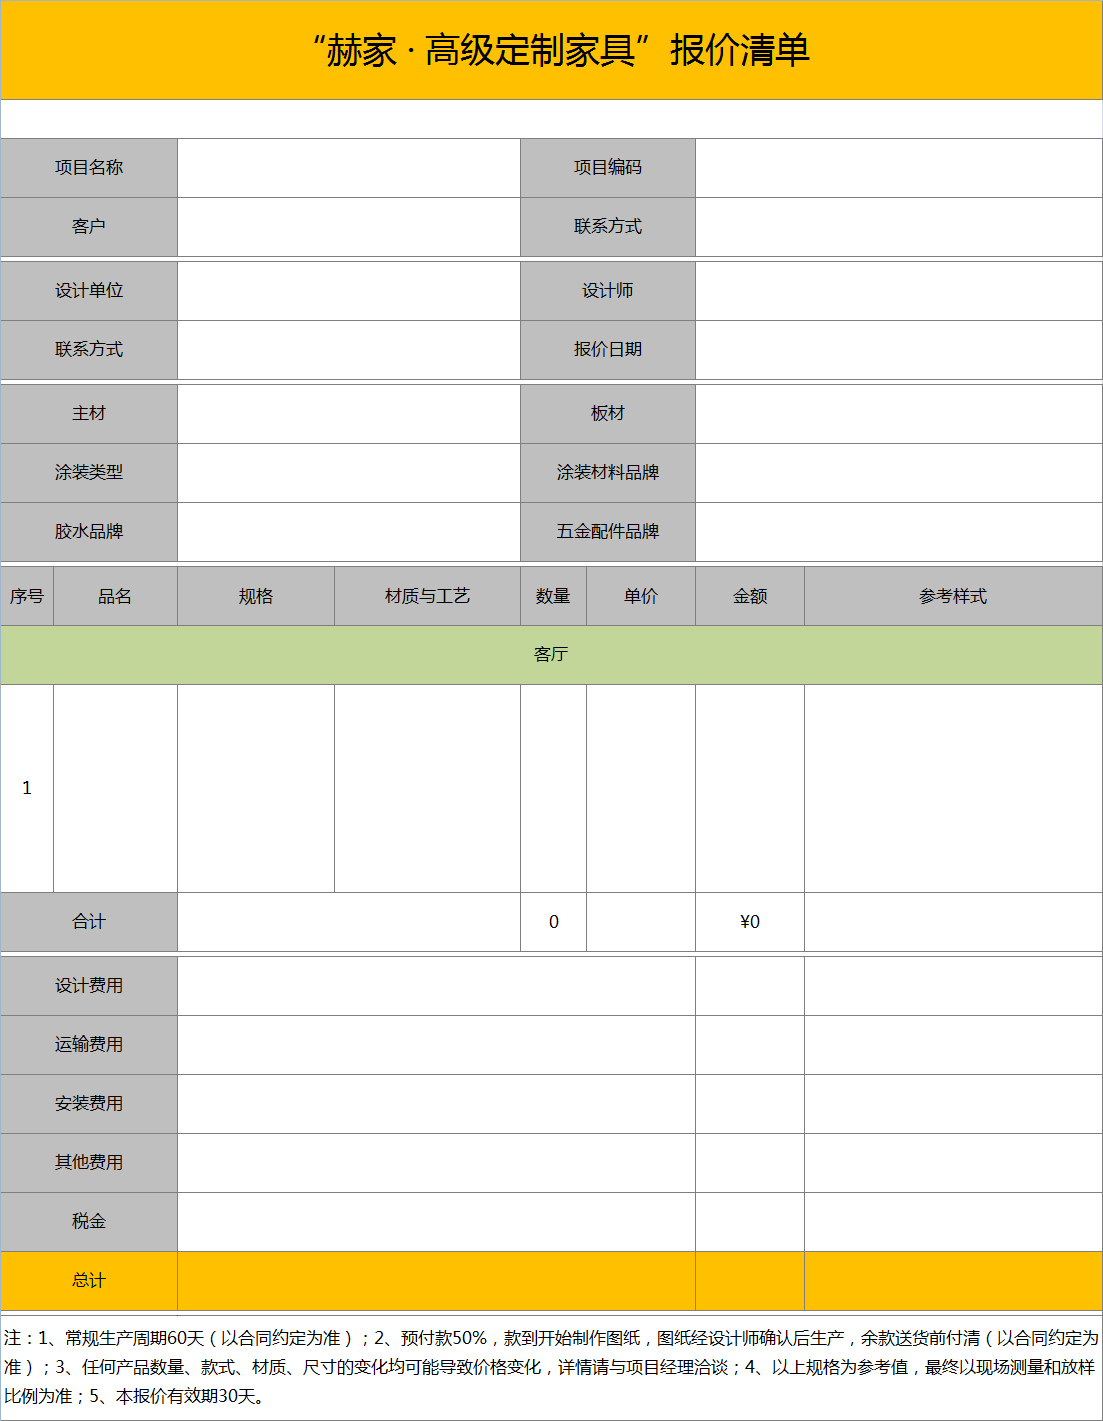 “赫家 · 高级定制家具”报价清单
项目名称 项目编码
客户 联系方式
设计单位 设计师
联系方式 报价日期
主材 板材
涂装类型 涂装材料品牌
胶水品牌 五金配件品牌
序号 品名 规格 材质与工艺 数量 单价 金额 参考样式
客厅
1
合计 0 ¥0
设计费用
运输费用
安装费用
其他费用
税金
总计
注：1、常规生产周期60天（以合同约定为准）；2、预付款50%，款到开始制作图纸，图纸经设计师确认后生产，余款送货前付清（以合同约定为
准）；3、任何产品数量、款式、材质、尺寸的变化均可能导致价格变化，详情请与项目经理洽谈；4、以上规格为参考值，最终以现场测量和放样
比例为准；5、本报价有效期30天。